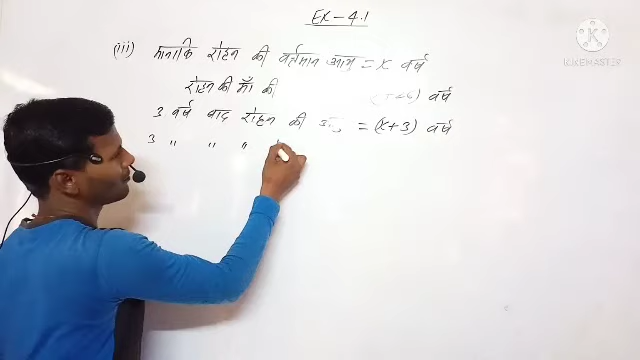 Ex - 4.1
(iii) माना कि रोहन की वर्तमान आयु = x वर्ष
रोहन की माँ की वर्ष
3 वर्ष बाद रोहन की = (x+3) वर्ष
3 " " "
KINEMASTER